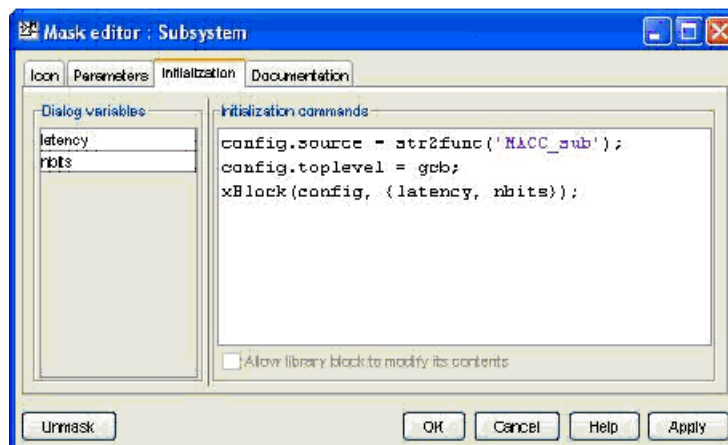 Mask editor : Subsystem
Icon Parameters Initialization Documentation
Dialog variables
latency
nbits
Initialization commands
config.source = str2func('MACC_sub');
config.toplevel = gcb;
xBlock(config, {latency, nbits});
Allow library block to modify its contents
Unmask OK Cancel Help Apply